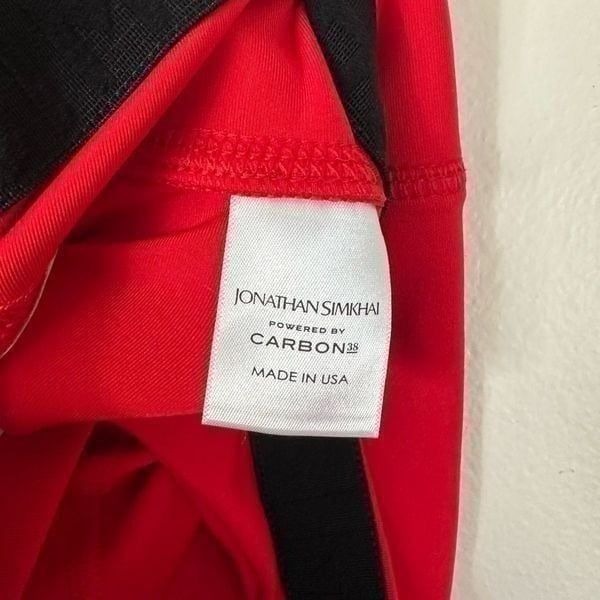 JONATHAN SIMKHAI
POWERED BY
CARBON38
MADE IN USA